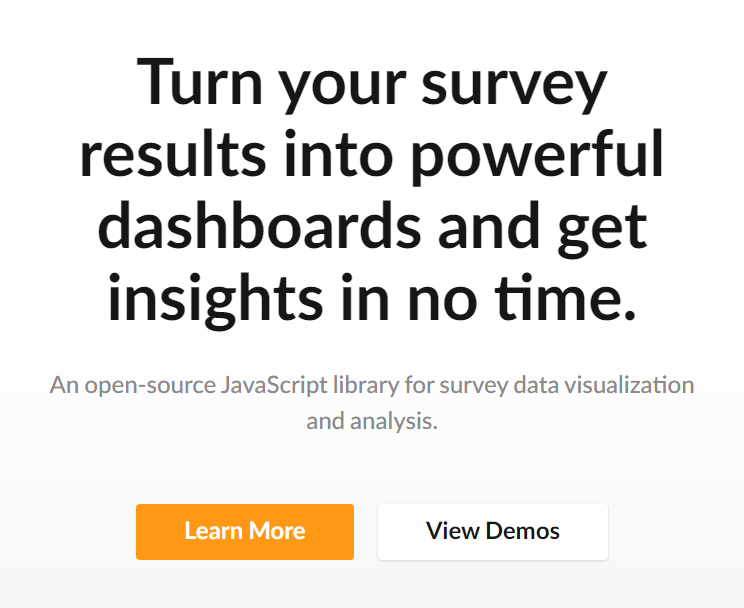 Turn your survey
results into powerful
dashboards and get
insights in no time.
An open-source JavaScript library for survey data visualization
and analysis.
Learn More
View Demos